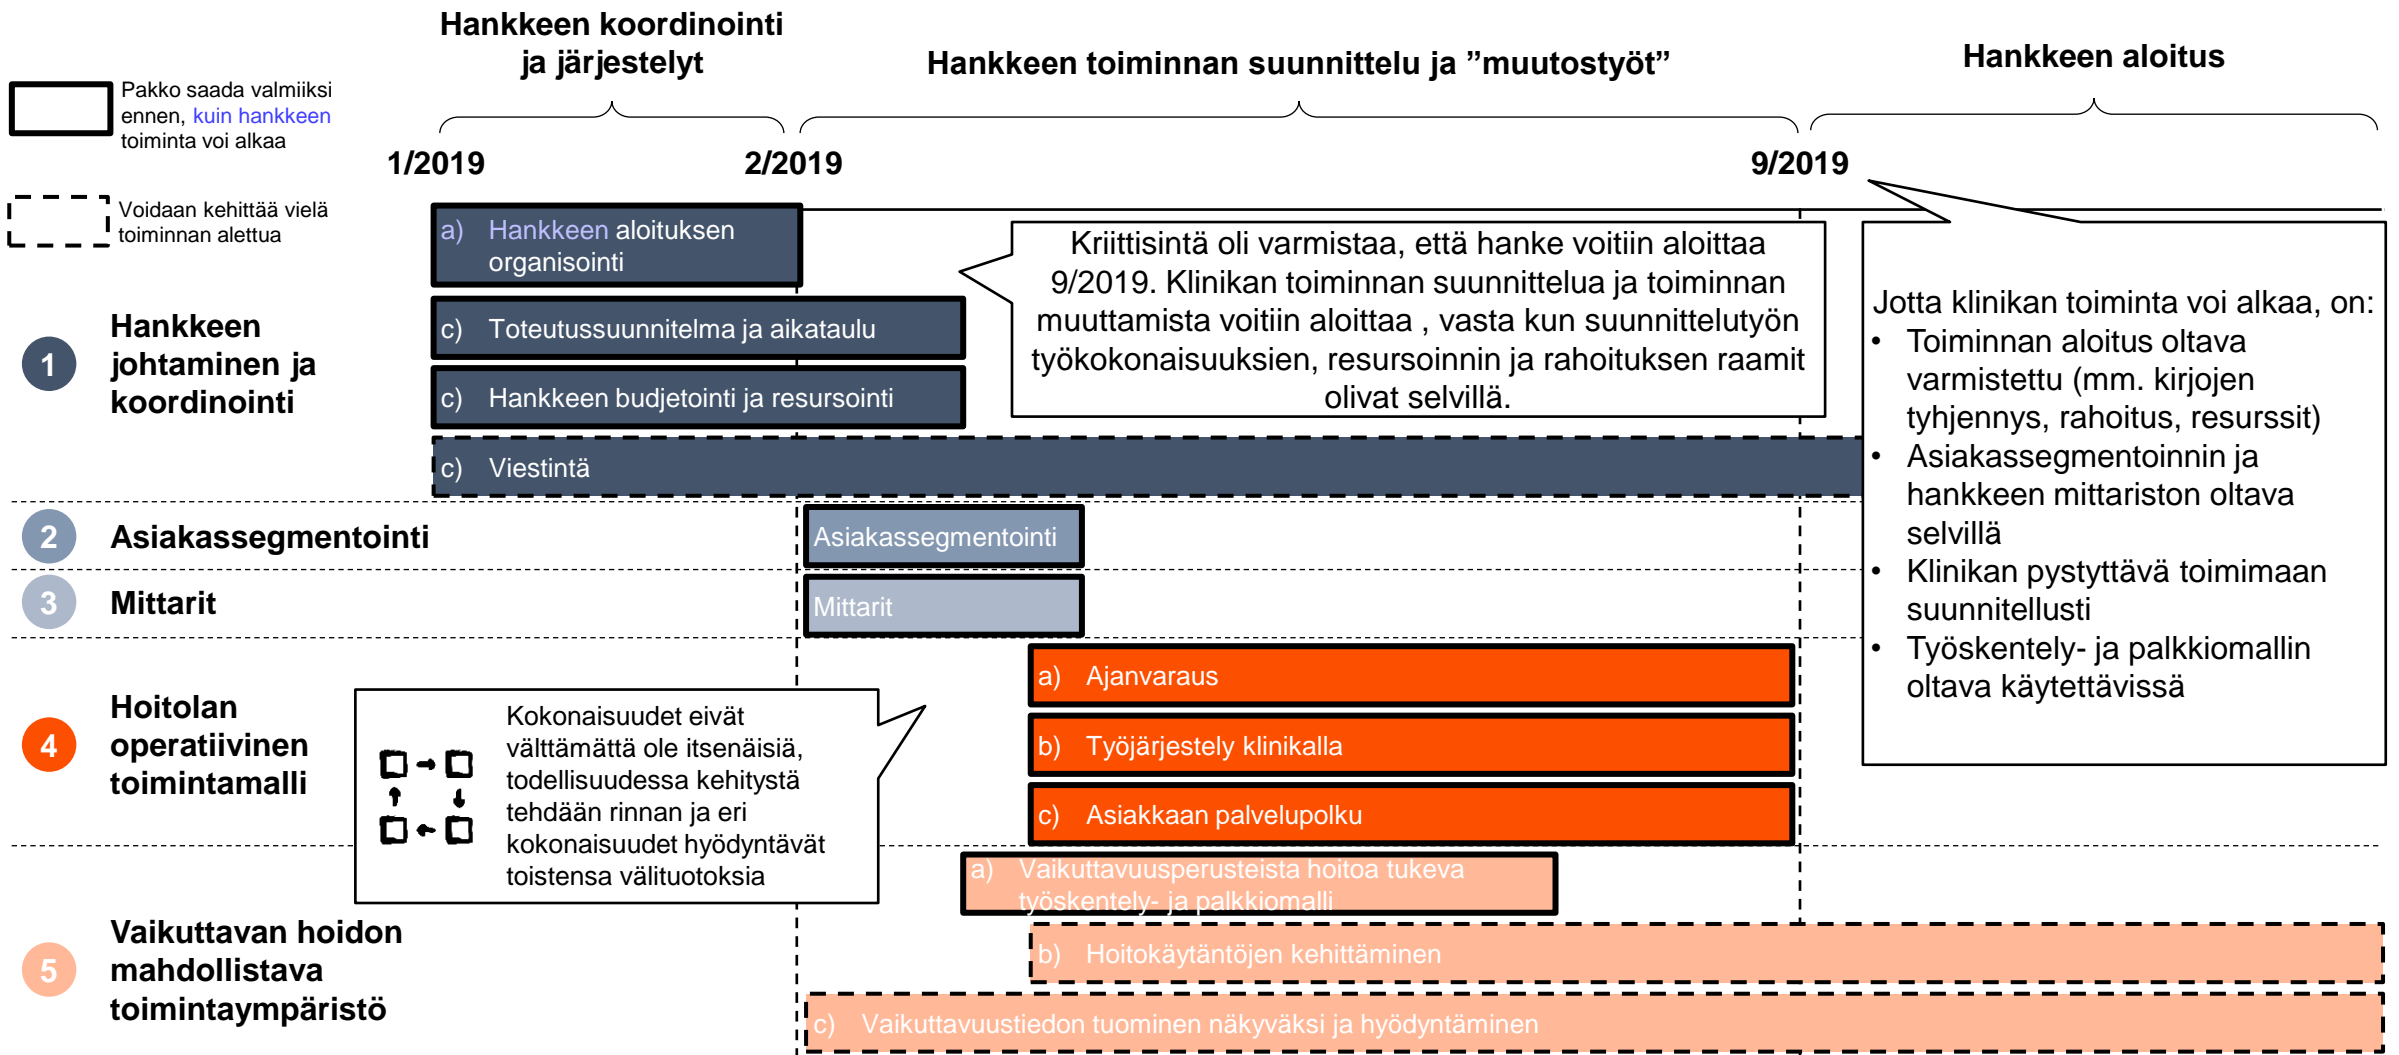 Hankkeen koordinointi
ja järjestelyt
Hankkeen toiminnan suunnittelu ja ”muutostyöt”
Hankkeen aloitus
Pakko saada valmiiksi
ennen, kuin hankkeen
toiminta voi alkaa
1/2019
2/2019
9/2019
Voidaan kehittää vielä
toiminnan alettua
a) Hankkeen aloituksen
organisointi
Kriittisintä oli varmistaa, että hanke voitiin aloittaa
9/2019. Klinikan toiminnan suunnittelua ja toiminnan
muuttamista voitiin aloittaa , vasta kun suunnittelutyön
työkokonaisuuksien, resursoinnin ja rahoituksen raamit
olivat selvillä.
Jotta klinikan toiminta voi alkaa, on:
• Toiminnan aloitus oltava
varmistettu (mm. kirjojen
tyhjennys, rahoitus, resurssit)
• Asiakassegmentoinnin ja
hankkeen mittariston oltava
selvillä
• Klinikan pystyttävä toimimaan
suunnitellusti
• Työskentely- ja palkkiomallin
oltava käytettävissä
1
Hankkeen
johtaminen ja
koordinointi
c) Toteutussuunnitelma ja aikataulu
c) Hankkeen budjetointi ja resursointi
c) Viestintä
2
Asiakassegmentointi
Asiakassegmentointi
3
Mittarit
Mittarit
4
Hoitolan
operatiivinen
toimintamalli
Kokonaisuudet eivät
välttämättä ole itsenäisiä,
todellisuudessa kehitystä
tehdään rinnan ja eri
kokonaisuudet hyödyntävät
toistensa välituotoksia
a) Ajanvaraus
b) Työjärjestely klinikalla
c) Asiakkaan palvelupolku
5
Vaikuttavan hoidon
mahdollistava
toimintaympäristö
a) Vaikuttavuusperusteista hoitoa tukeva
työskentely- ja palkkiomalli
b) Hoitokäytäntöjen kehittäminen
c) Vaikuttavuustiedon tuominen näkyväksi ja hyödyntäminen